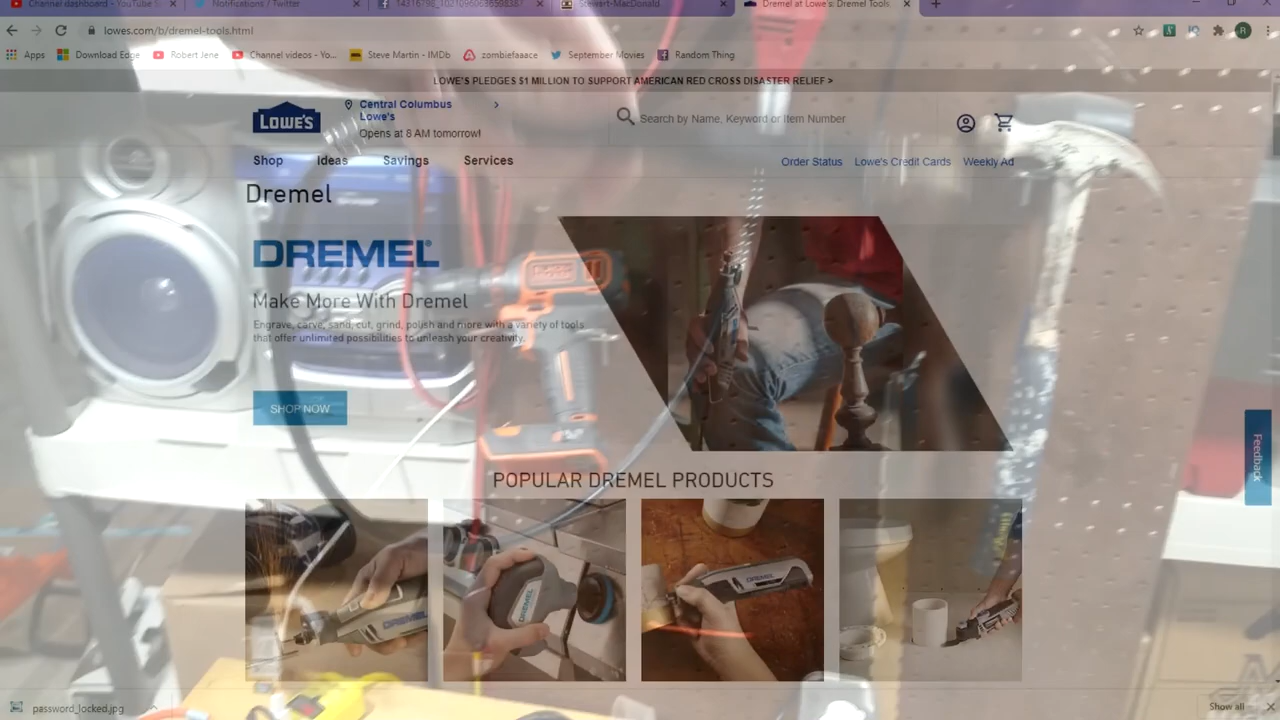 Channel dashboard - YouTube S
Notifications / Twitter
14316798_10210960636598387
Stewart-MacDonald
Dremel at Lowe's: Dremel Tools
lowes.com/b/dremel-tools.html
Apps
Download Edge
Robert Jene
Channel videos - Yo...
Steve Martin - IMDb
zombiefaaace
September Movies
Random Thing
LOWE'S PLEDGES $1 MILLION TO SUPPORT AMERICAN RED CROSS DISASTER RELIEF >
LOWE'S
Central Columbus
Lowe's
Opens at 8 AM tomorrow!
Search by Name, Keyword or Item Number
Shop
Ideas
Savings
Services
Order Status
Lowe's Credit Cards
Weekly Ad
Dremel
DREMEL
Make More With Dremel
Engrave, carve, sand, cut, grind, polish and more with a variety of tools
that offer unlimited possibilities to unleash your creativity.
SHOP NOW
Feedback
POPULAR DREMEL PRODUCTS
DREMEL
DREMEL
DREMEL
password_locked.jpg
Show all